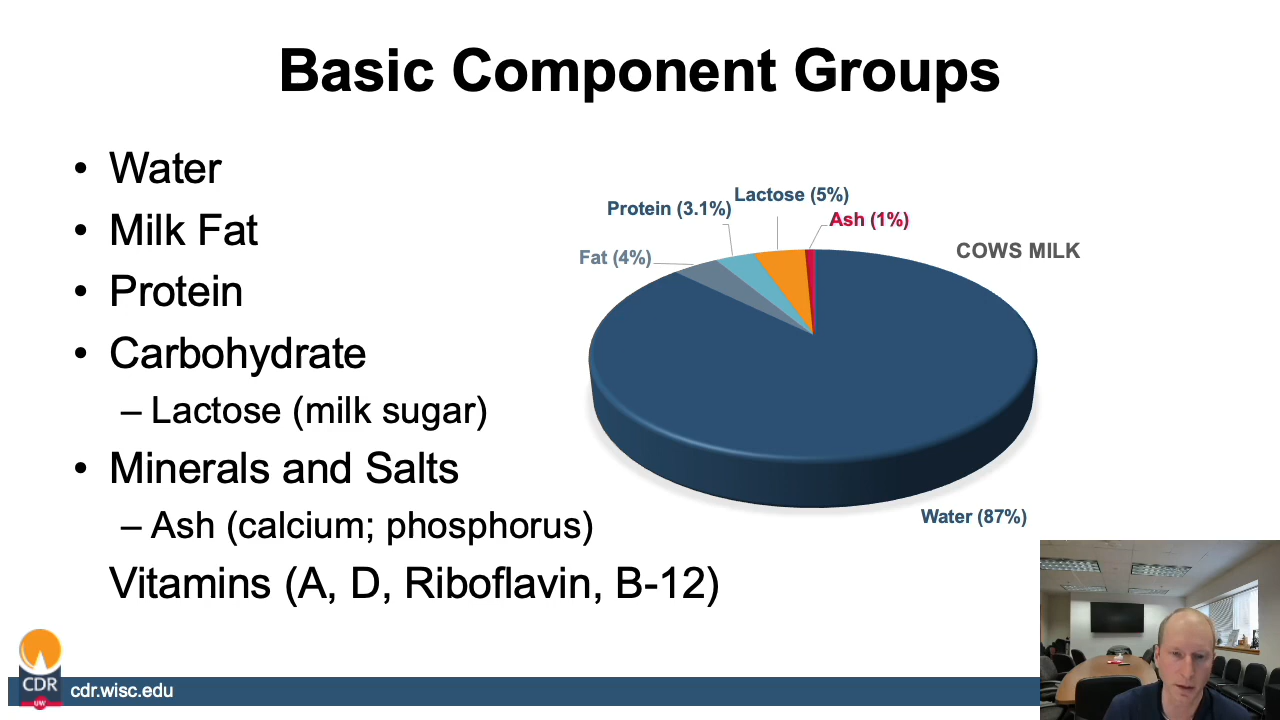 Basic Component Groups
• Water
• Milk Fat
• Protein
• Carbohydrate
– Lactose (milk sugar)
• Minerals and Salts
– Ash (calcium; phosphorus)
Vitamins (A, D, Riboflavin, B-12)
Lactose (5%)
Protein (3.1%)
Ash (1%)
Fat (4%)
COWS MILK
Water (87%)
CDR
UW
cdr.wisc.edu